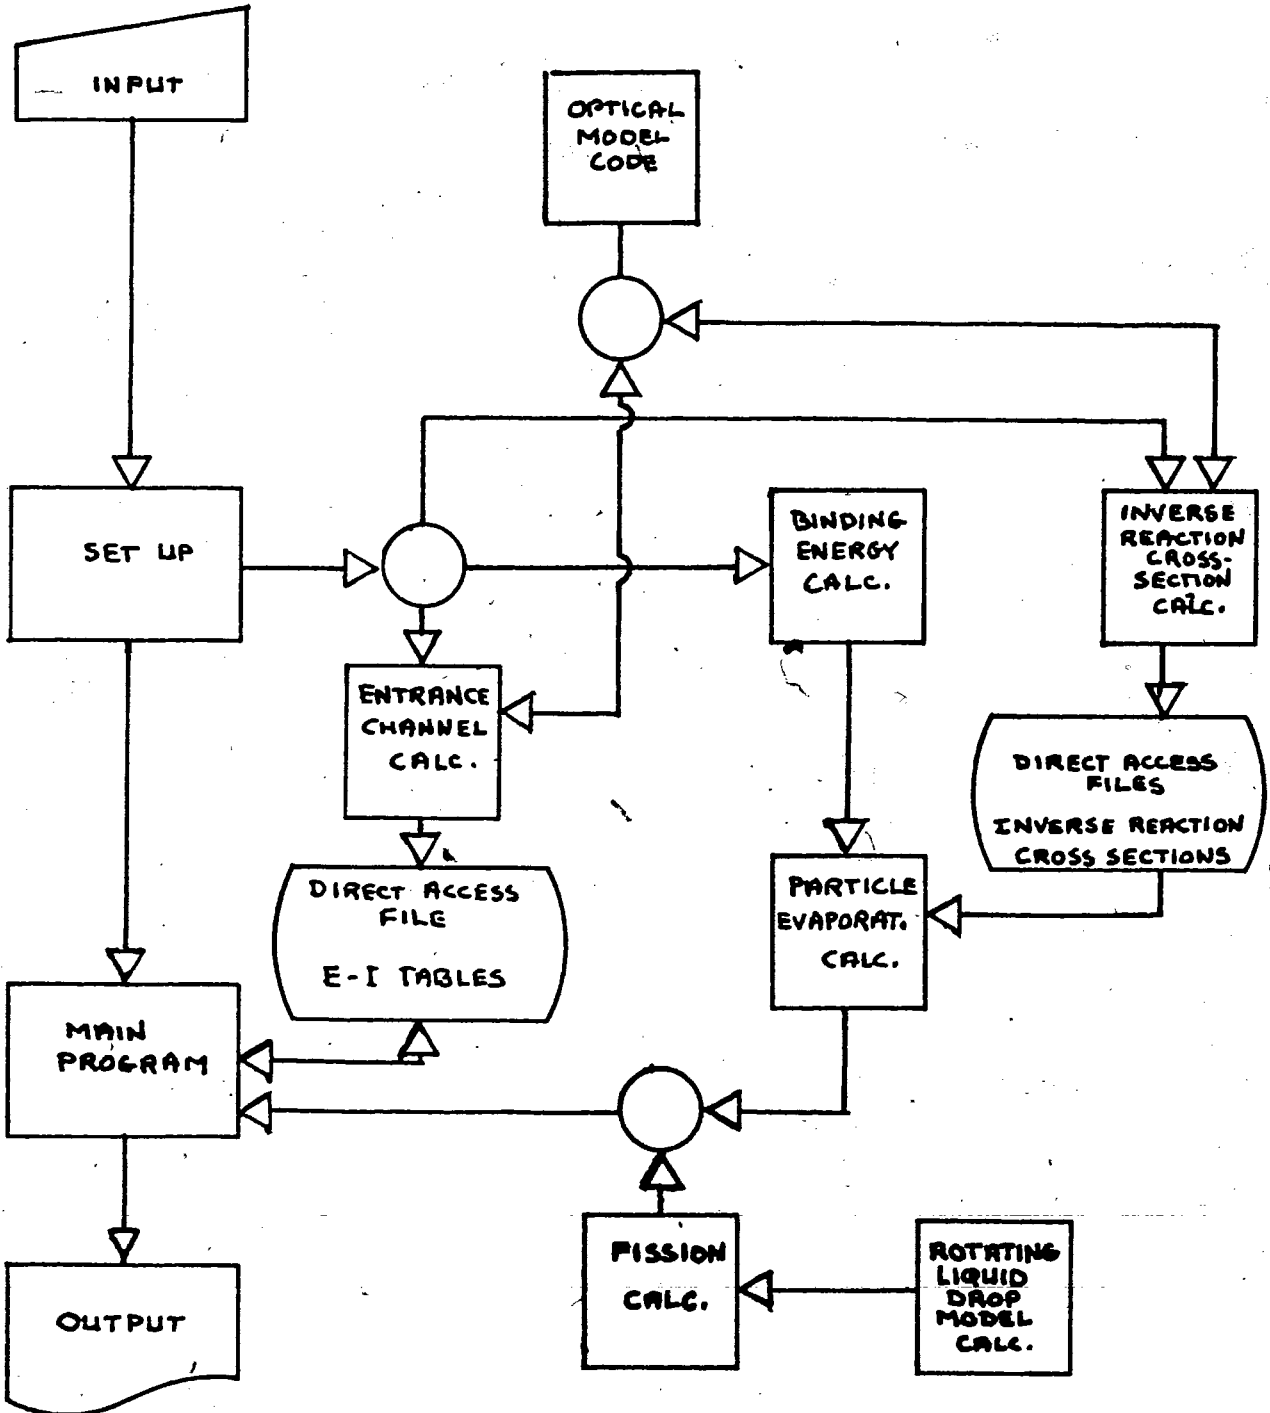 INPUT
OPTICAL
MODEL
CODE
SET UP
BINDING
ENERGY
CALC.
INVERSE
REACTION
CROSS-
SECTION
CALC.
ENTRANCE
CHANNEL
CALC.
DIRECT ACCESS
FILES
INVERSE REACTION
CROSS SECTIONS
DIRECT ACCESS
FILE
E-I TABLES
PARTICLE
EVAPORAT.
CALC.
MAIN
PROGRAM
FISSION
CALC.
ROTATING
LIQUID
DROP
MODEL
CALC.
OUTPUT